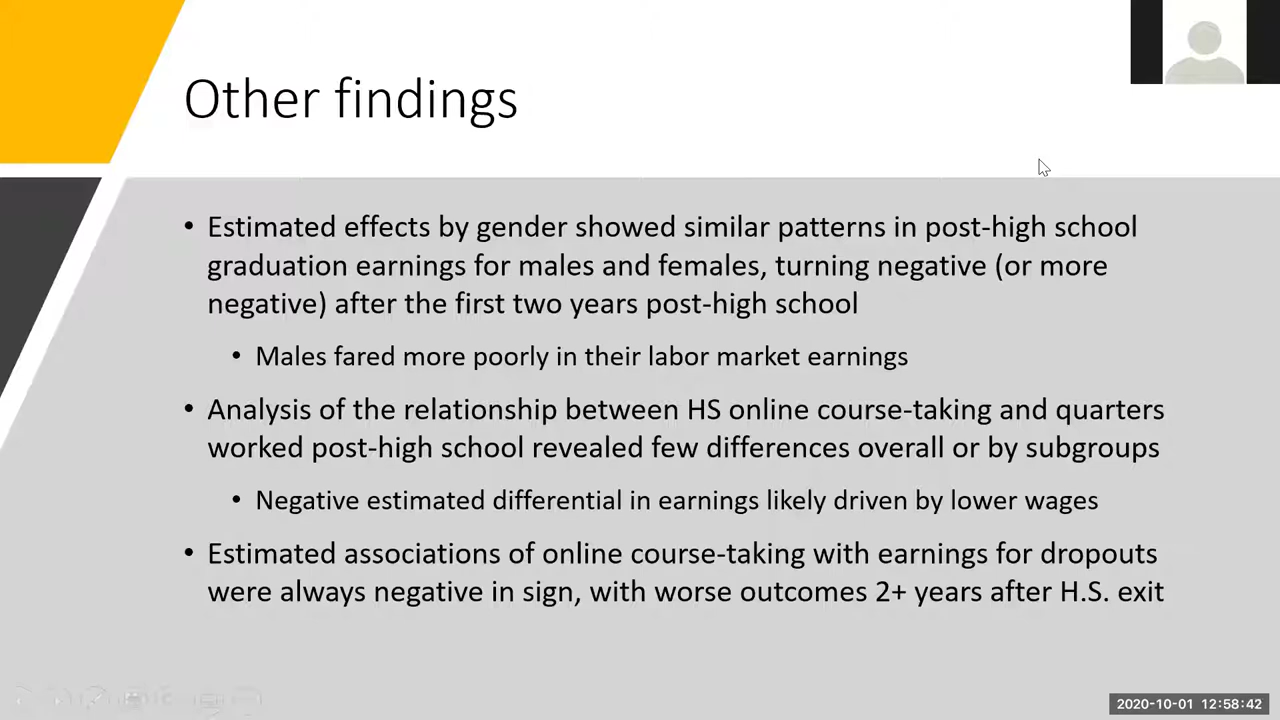 Other findings
• Estimated effects by gender showed similar patterns in post-high school
graduation earnings for males and females, turning negative (or more
negative) after the first two years post-high school
• Males fared more poorly in their labor market earnings
• Analysis of the relationship between HS online course-taking and quarters
worked post-high school revealed few differences overall or by subgroups
• Negative estimated differential in earnings likely driven by lower wages
• Estimated associations of online course-taking with earnings for dropouts
were always negative in sign, with worse outcomes 2+ years after H.S. exit
2020-10-01 12:58:42